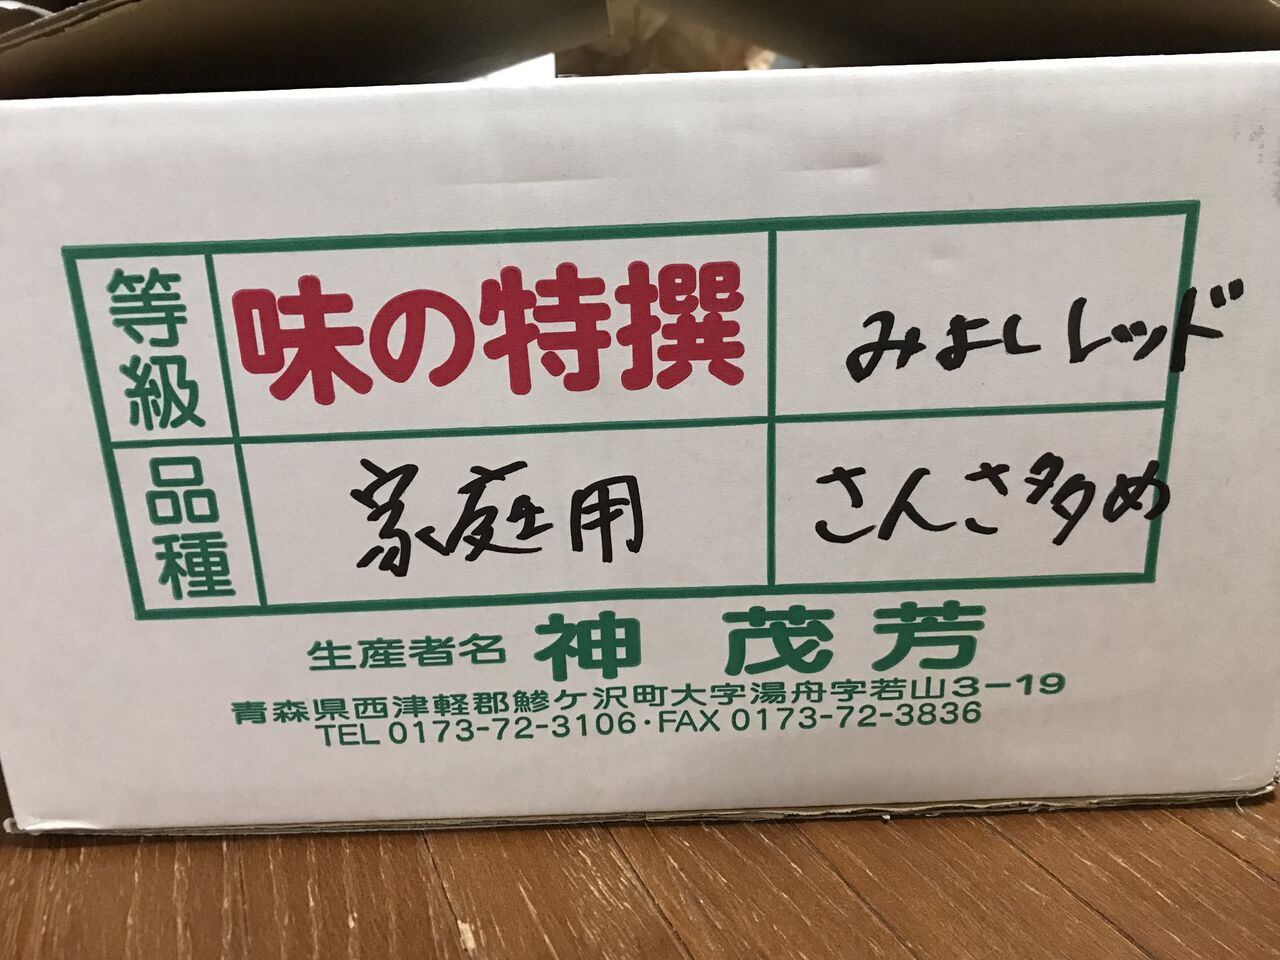 等級 味の特撰 みよしレッド
品種 家庭用 さんさ多め
生産者名 神 茂芳
青森県西津軽郡鰺ケ沢町大字湯舟字若山3-19
TEL 0173-72-3106・FAX 0173-72-3836